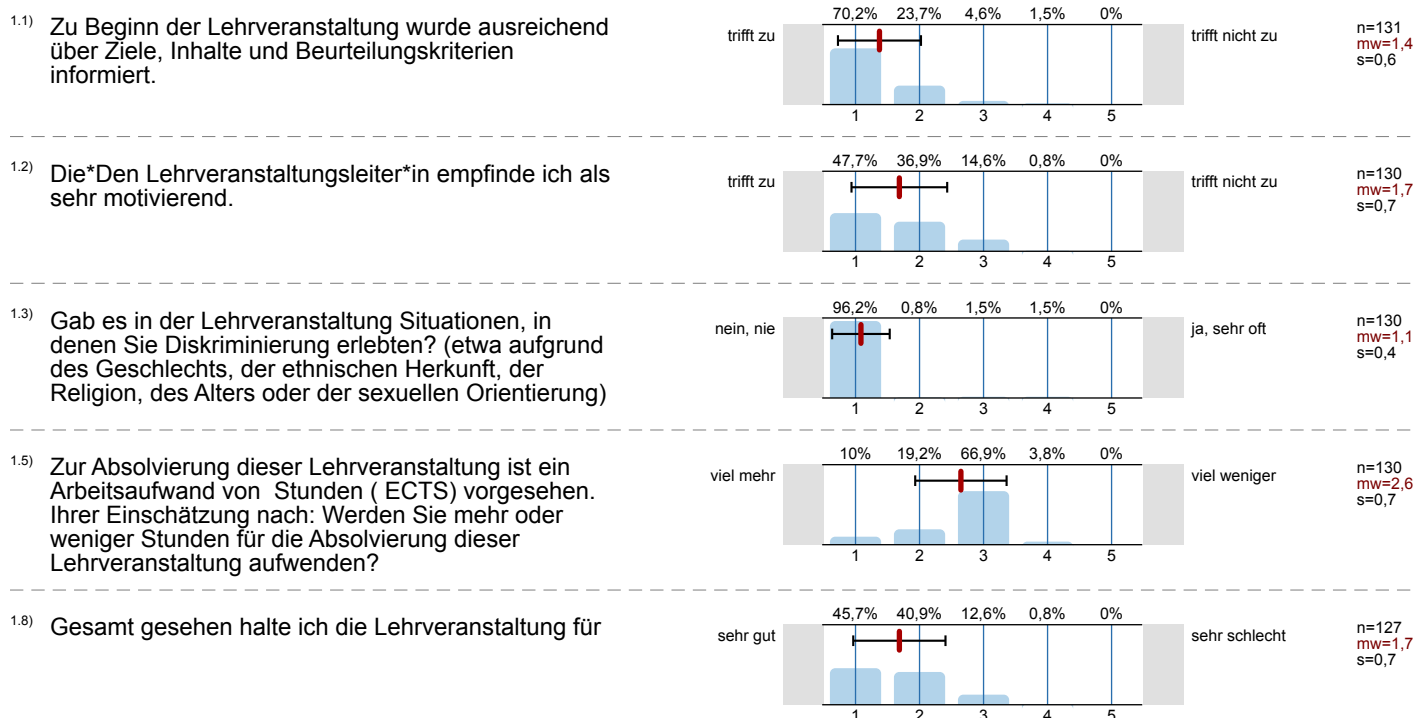 1.1) Zu Beginn der Lehrveranstaltung wurde ausreichend
über Ziele, Inhalte und Beurteilungskriterien
informiert.
trifft zu
70,2% 23,7% 4,6% 1,5% 0%
1 2 3 4 5
trifft nicht zu
n=131
mw=1,4
s=0,6
1.2) Die*Den Lehrveranstaltungsleiter*in empfinde ich als
sehr motivierend.
trifft zu
47,7% 36,9% 14,6% 0,8% 0%
1 2 3 4 5
trifft nicht zu
n=130
mw=1,7
s=0,7
1.3) Gab es in der Lehrveranstaltung Situationen, in
denen Sie Diskriminierung erlebten? (etwa aufgrund
des Geschlechts, der ethnischen Herkunft, der
Religion, des Alters oder der sexuellen Orientierung)
nein, nie
96,2% 0,8% 1,5% 1,5% 0%
1 2 3 4 5
ja, sehr oft
n=130
mw=1,1
s=0,4
1.5) Zur Absolvierung dieser Lehrveranstaltung ist ein
Arbeitsaufwand von Stunden ( ECTS) vorgesehen.
Ihrer Einschätzung nach: Werden Sie mehr oder
weniger Stunden für die Absolvierung dieser
Lehrveranstaltung aufwenden?
viel mehr
10% 19,2% 66,9% 3,8% 0%
1 2 3 4 5
viel weniger
n=130
mw=2,6
s=0,7
1.8) Gesamt gesehen halte ich die Lehrveranstaltung für
sehr gut
45,7% 40,9% 12,6% 0,8% 0%
1 2 3 4 5
sehr schlecht
n=127
mw=1,7
s=0,7